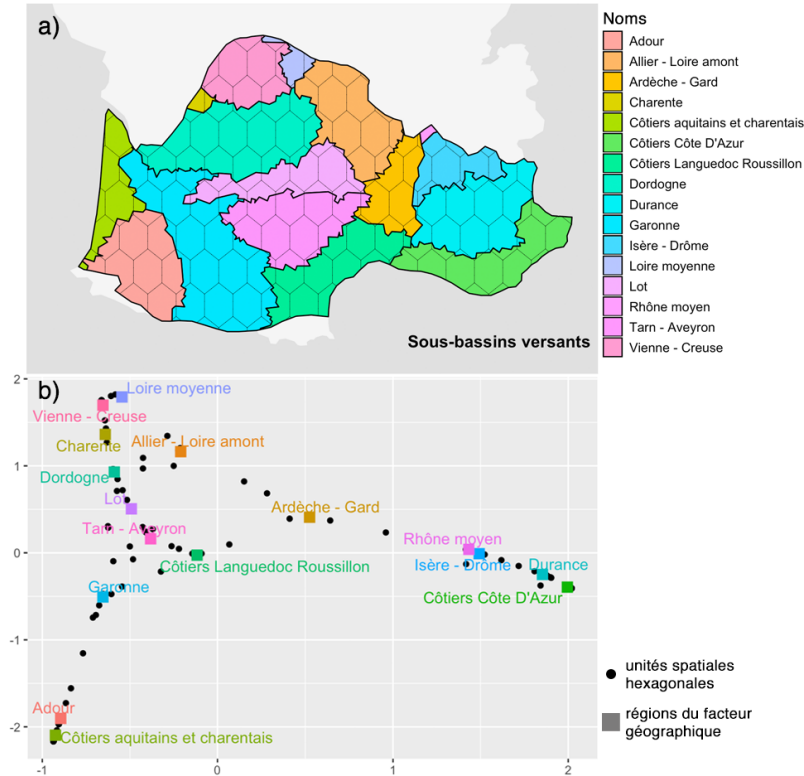 a)
Sous-bassins versants
Noms
Adour
Allier - Loire amont
Ardèche - Gard
Charente
Côtiers aquitains et charentais
Côtiers Côte D'Azur
Côtiers Languedoc Roussillon
Dordogne
Durance
Garonne
Isère - Drôme
Loire moyenne
Lot
Rhône moyen
Tarn - Aveyron
Vienne - Creuse
b)
2
1
0
-1
-2
Loire moyenne
Vienne - Creuse
Charente
Allier - Loire amont
Dordogne
Lot
Ardèche - Gard
Tarn - Aveyron
Rhône moyen
Côtiers Languedoc Roussillon
Isère - Drôme
Durance
Garonne
Côtiers Côte D'Azur
Adour
Côtiers aquitains et charentais
-1
0
1
2
unités spatiales
hexagonales
régions du facteur
géographique